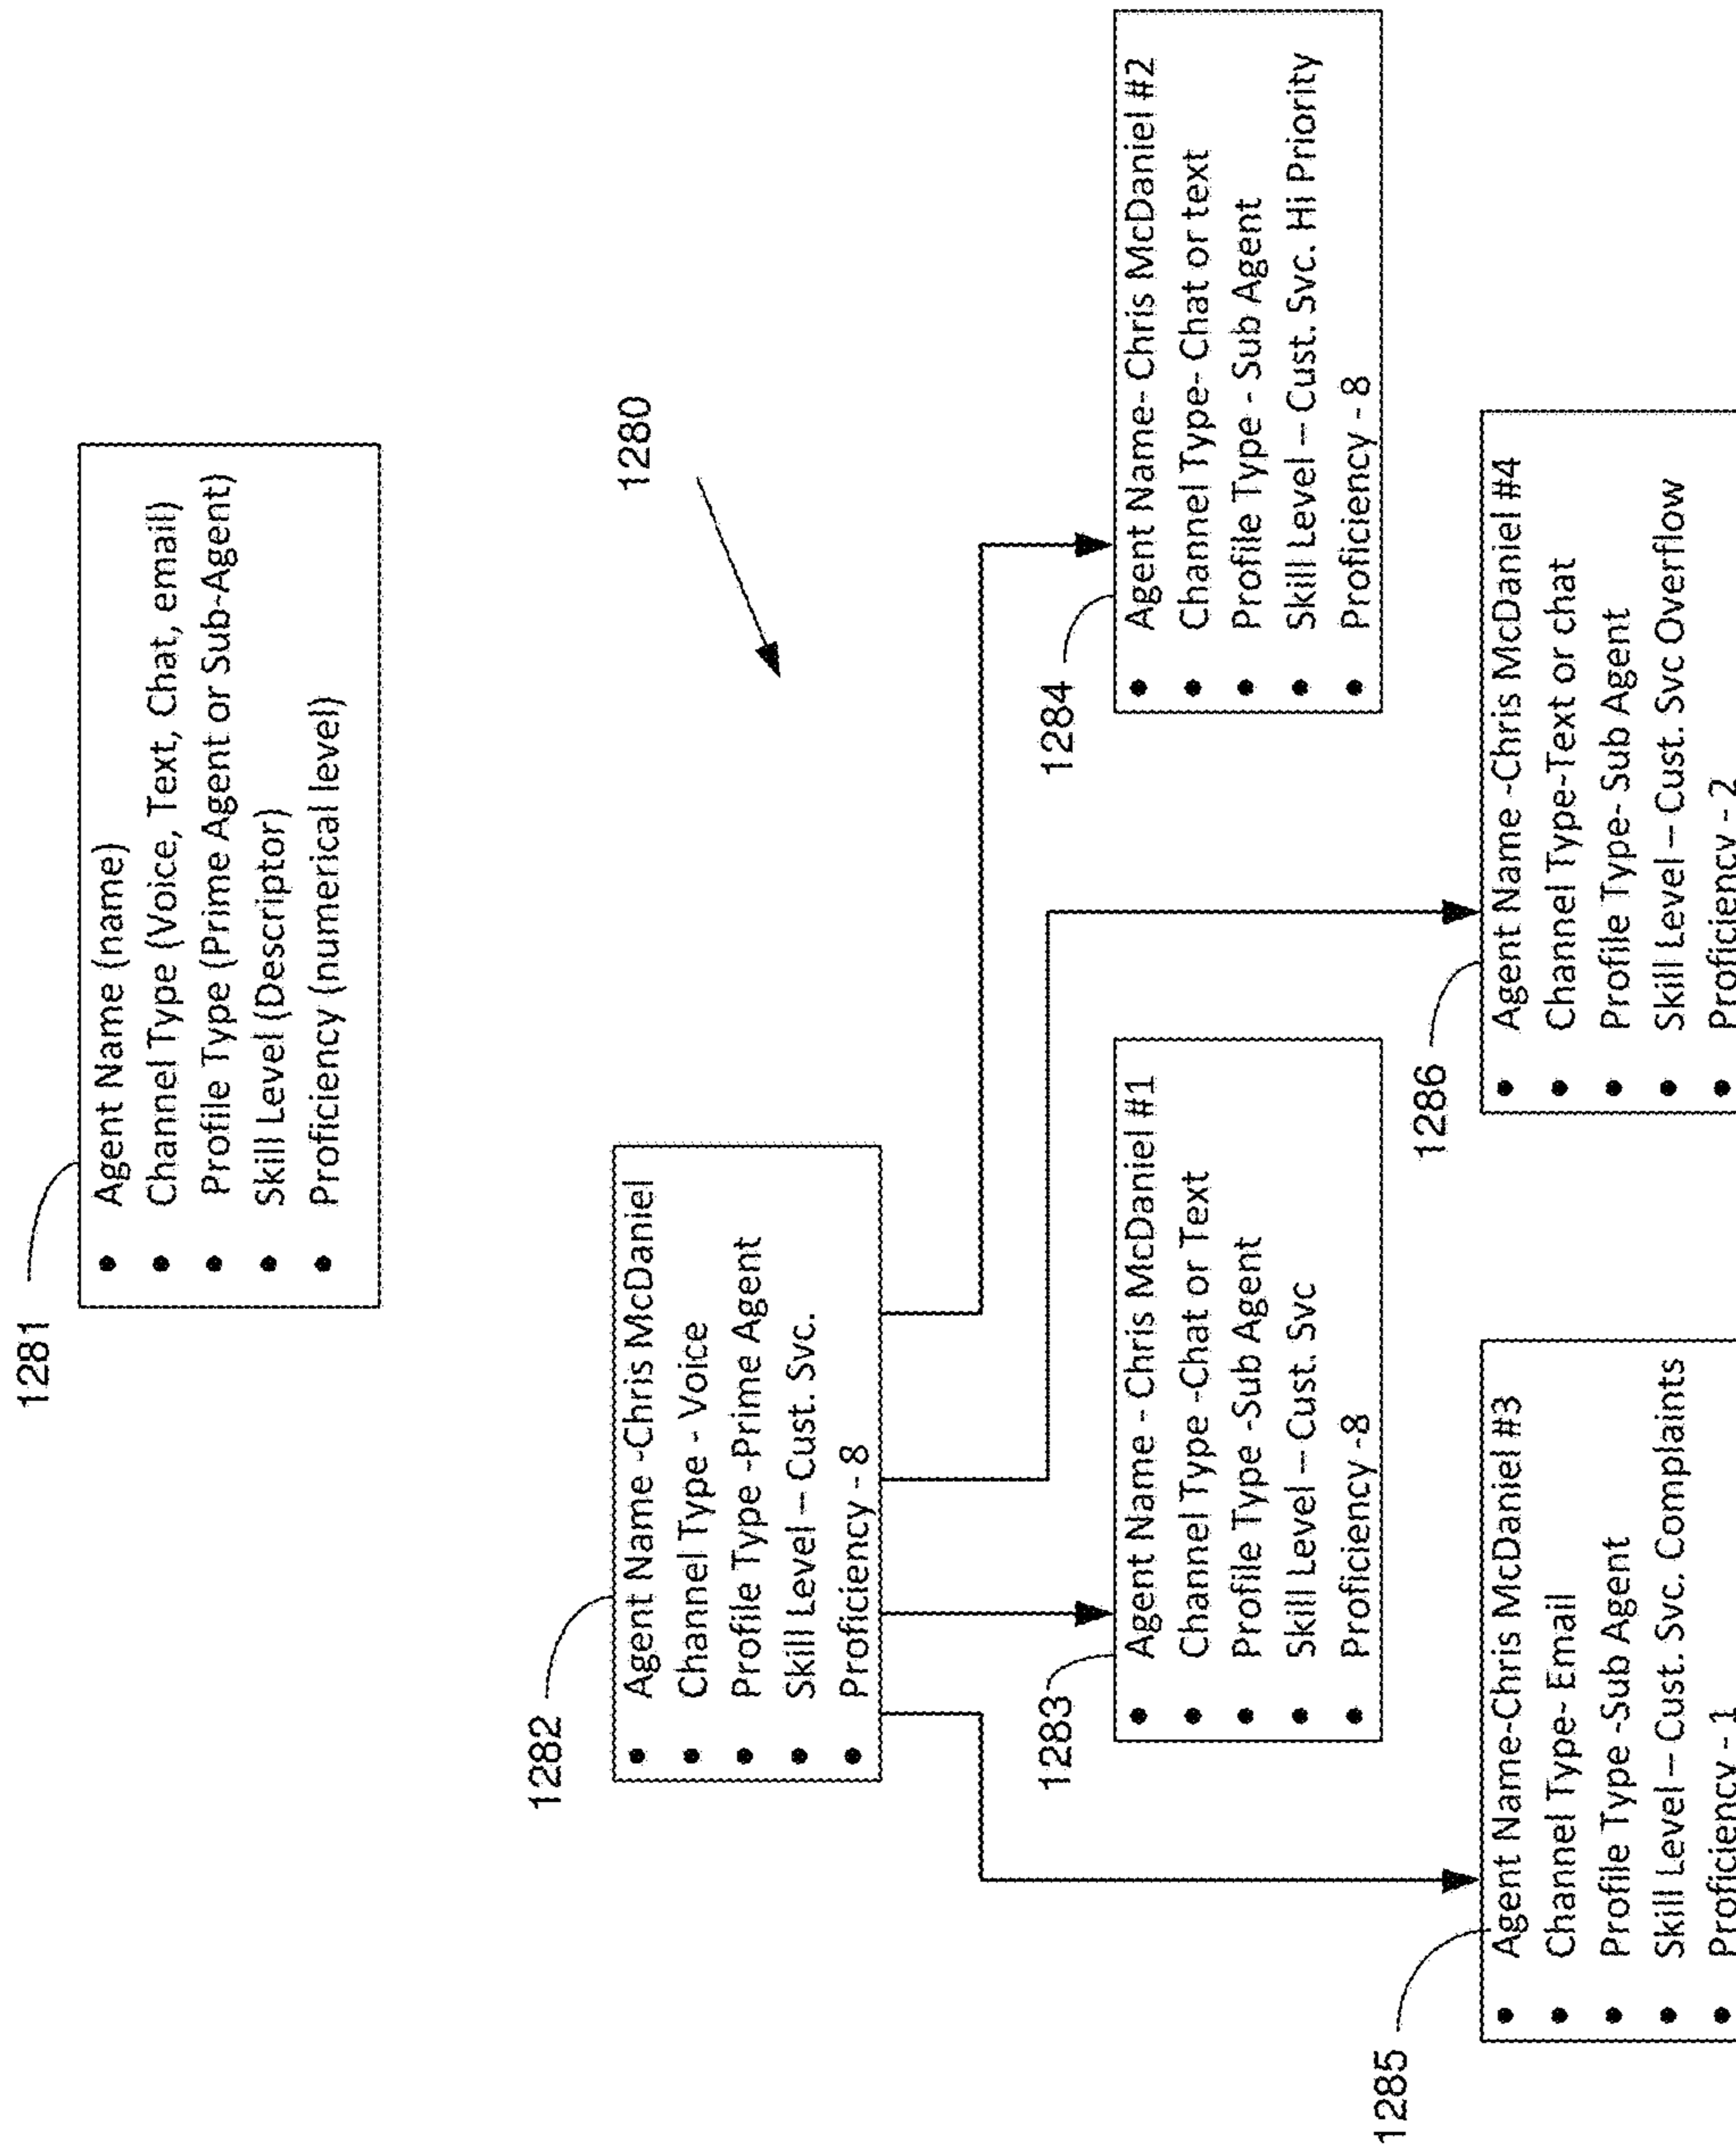 1281
• Agent Name (name)
• Channel Type (Voice, Text, Chat, email)
• Profile Type (Prime Agent or Sub-Agent)
• Skill Level (Descriptor)
• Proficiency (numerical level)
1280
1282
• Agent Name -Chris McDaniel
• Channel Type - Voice
• Profile Type -Prime Agent
• Skill Level – Cust. Svc.
• Proficiency - 8
1283
• Agent Name - Chris McDaniel #1
• Channel Type -Chat or Text
• Profile Type -Sub Agent
• Skill Level – Cust. Svc
• Proficiency -8
1284
• Agent Name- Chris McDaniel #2
• Channel Type- Chat or text
• Profile Type - Sub Agent
• Skill Level – Cust. Svc. Hi Priority
• Proficiency - 8
1285
• Agent Name-Chris McDaniel #3
• Channel Type- Email
• Profile Type -Sub Agent
• Skill Level – Cust. Svc. Complaints
• Proficiency - 1
1286
• Agent Name -Chris McDaniel #4
• Channel Type-Text or chat
• Profile Type- Sub Agent
• Skill Level – Cust. Svc Overflow
• Proficiency - 2